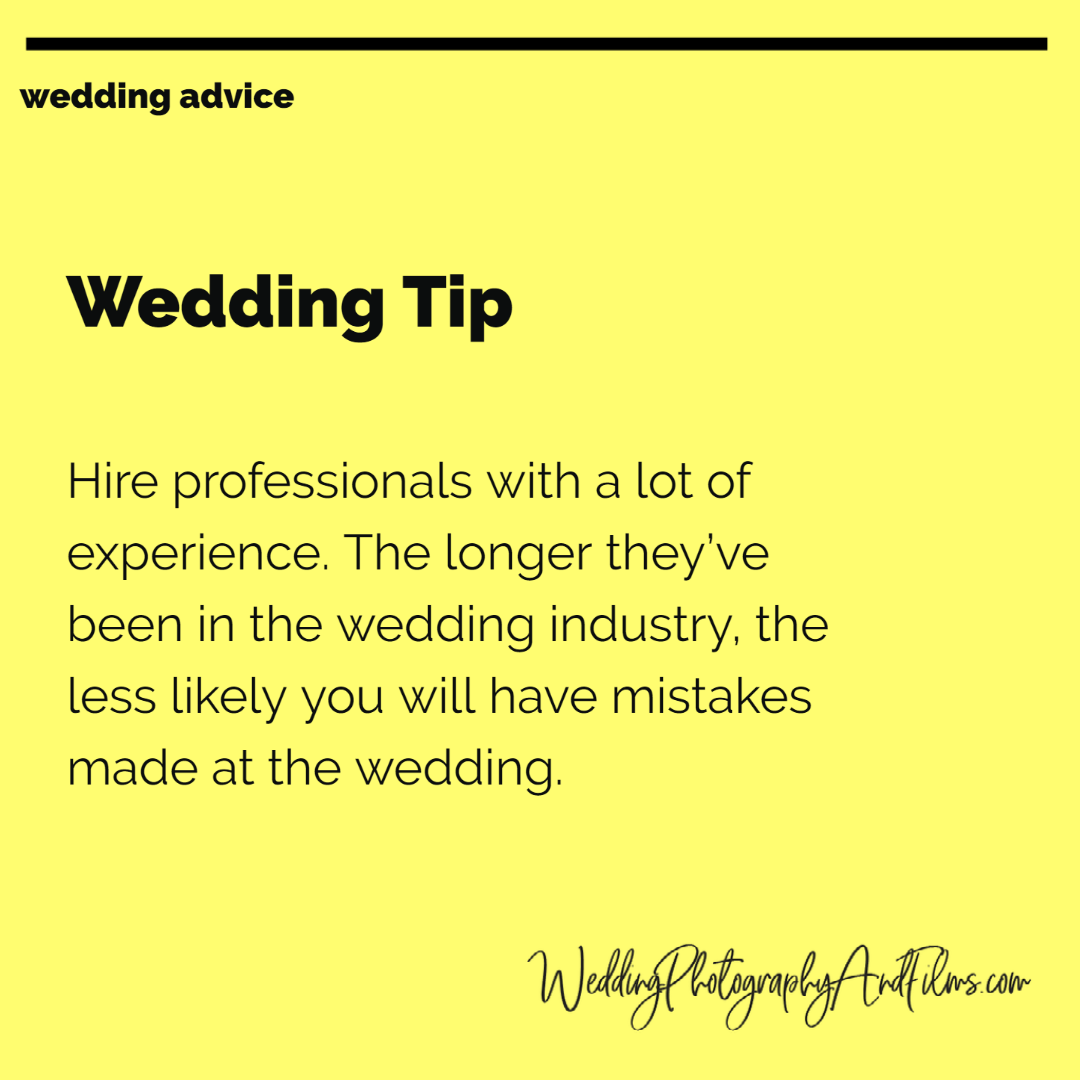 wedding advice
Wedding Tip
Hire professionals with a lot of
experience. The longer they’ve
been in the wedding industry, the
less likely you will have mistakes
made at the wedding.
WeddingPhotographyAndFilms.com